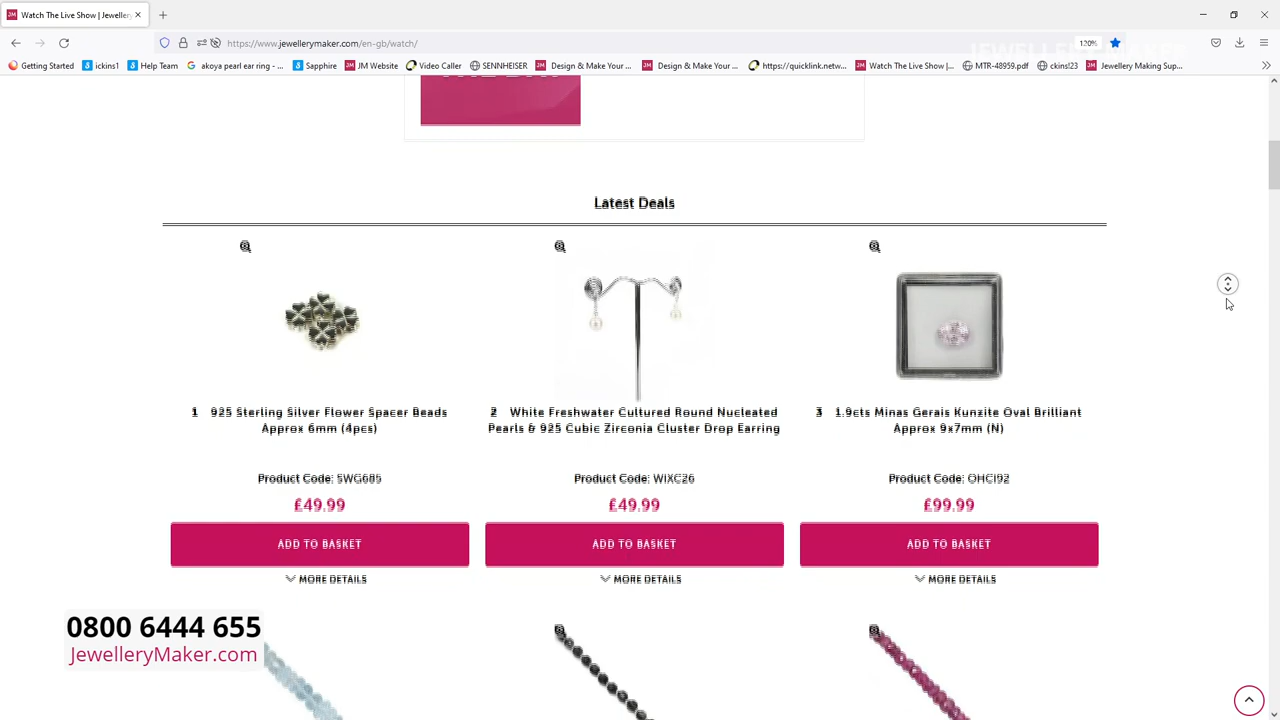 Watch The Live Show | Jeweller
https://www.jewellerymaker.com/en-gb/watch/
120%
JEWELLERY MAKER
Getting Started ickins1 Help Team akoya pearl ear ring - ... Sapphire JM Website Video Caller SENNHEISER Design & Make Your ... Design & Make Your ... https://quicklink.netw... Watch The Live Show |... MTR-48959.pdf ckins!23 Jewellery Making Sup...
Latest Deals
1 925 Sterling Silver Flower Spacer Beads
Approx 6mm (4pcs)
Product Code: SWG685
£49.99
ADD TO BASKET
MORE DETAILS
2 White Freshwater Cultured Round Nucleated
Pearls & 925 Cubic Zirconia Cluster Drop Earring
Product Code: WIXC26
£49.99
ADD TO BASKET
MORE DETAILS
3 1.9cts Minas Gerais Kunzite Oval Brilliant
Approx 9x7mm (N)
Product Code: OHCI92
£99.99
ADD TO BASKET
MORE DETAILS
0800 6444 655
JewelleryMaker.com